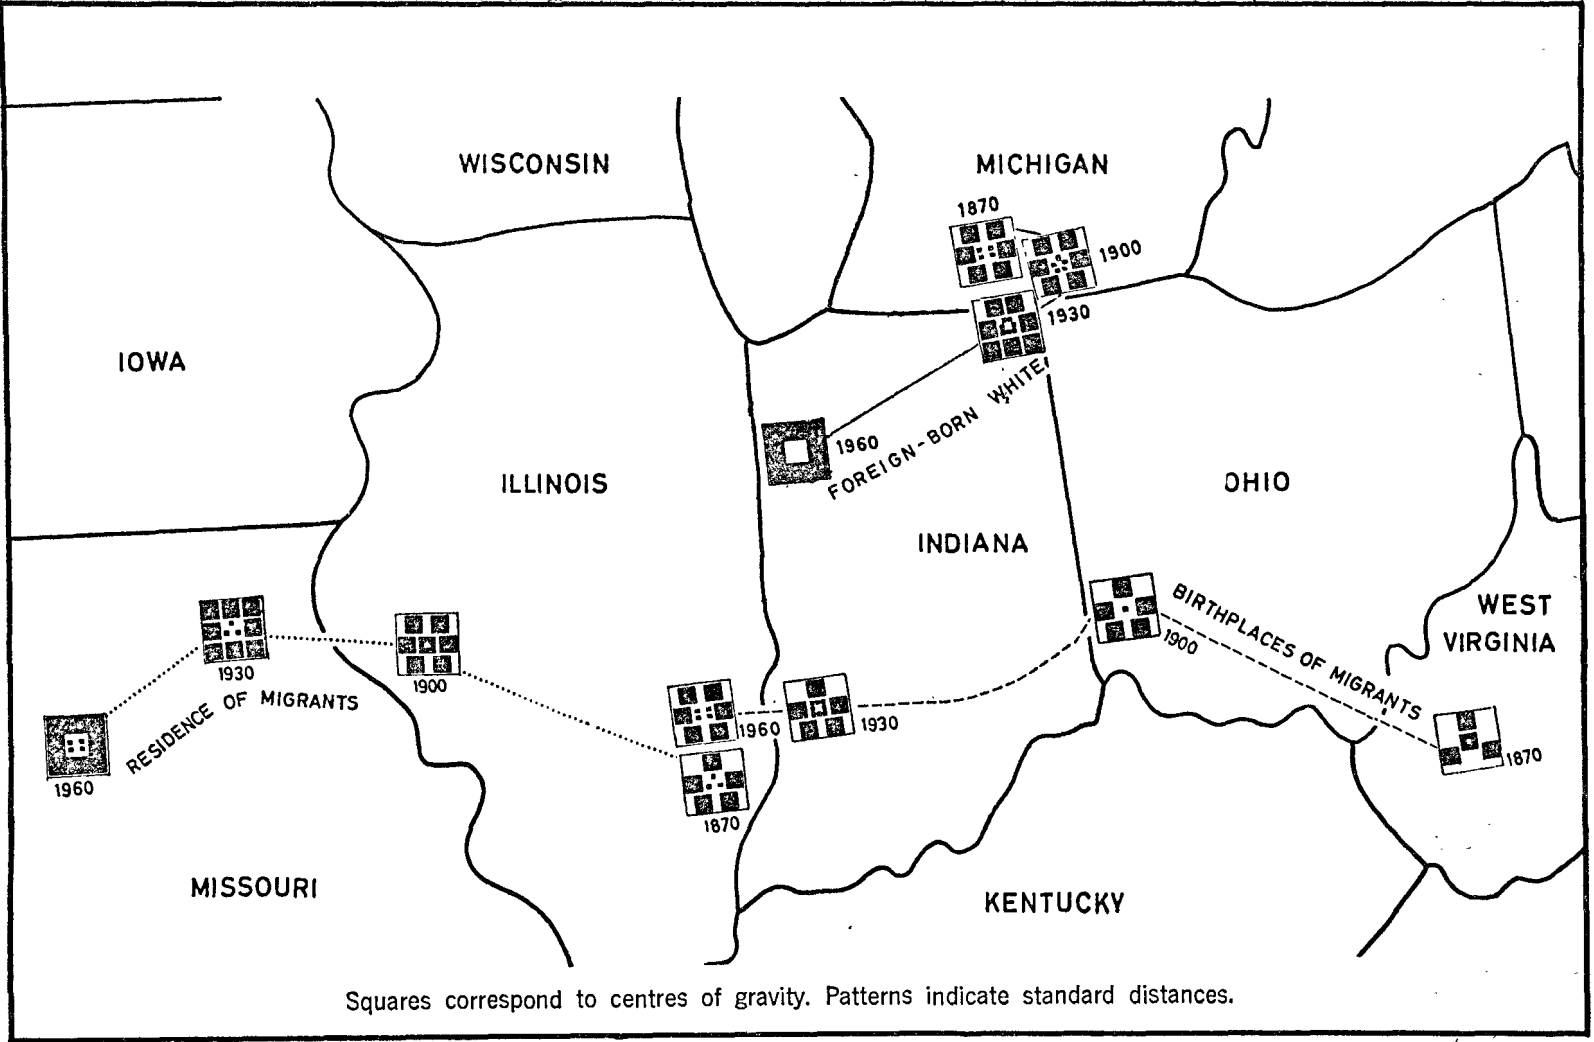 WISCONSIN
MICHIGAN
1870
1900
1930
IOWA
1960
FOREIGN-BORN WHITE
ILLINOIS
OHIO
INDIANA
BIRTHPLACES OF MIGRANTS
1900
WEST
VIRGINIA
1930
1900
RESIDENCE OF MIGRANTS
1960
1960
1930
1870
1870
MISSOURI
KENTUCKY
Squares correspond to centres of gravity. Patterns indicate standard distances.